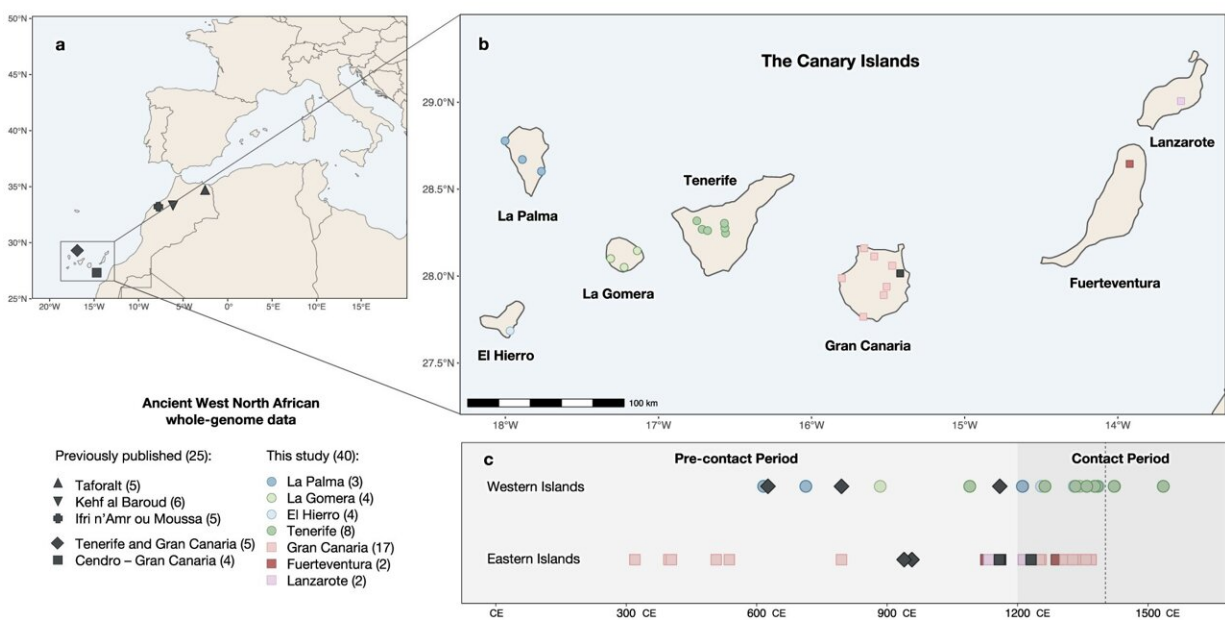 a
50°N
45°N
40°N
35°N
30°N
25°N
20°W
15°W
10°W
5°W
0°
5°E
10°E
15°E
b
The Canary Islands
29.0°N
28.5°N
28.0°N
27.5°N
La Palma
Tenerife
La Gomera
El Hierro
Gran Canaria
Fuerteventura
Lanzarote
100 km
18°W
17°W
16°W
15°W
14°W
Ancient West North African
whole-genome data
Previously published (25):
Taforalt (5)
Kehf al Baroud (6)
Ifri n'Amr ou Moussa (5)
Tenerife and Gran Canaria (5)
Cendro – Gran Canaria (4)
This study (40):
La Palma (3)
La Gomera (4)
El Hierro (4)
Tenerife (8)
Gran Canaria (17)
Fuerteventura (2)
Lanzarote (2)
c
Pre-contact Period
Contact Period
Western Islands
Eastern Islands
CE
300 CE
600 CE
900 CE
1200 CE
1500 CE